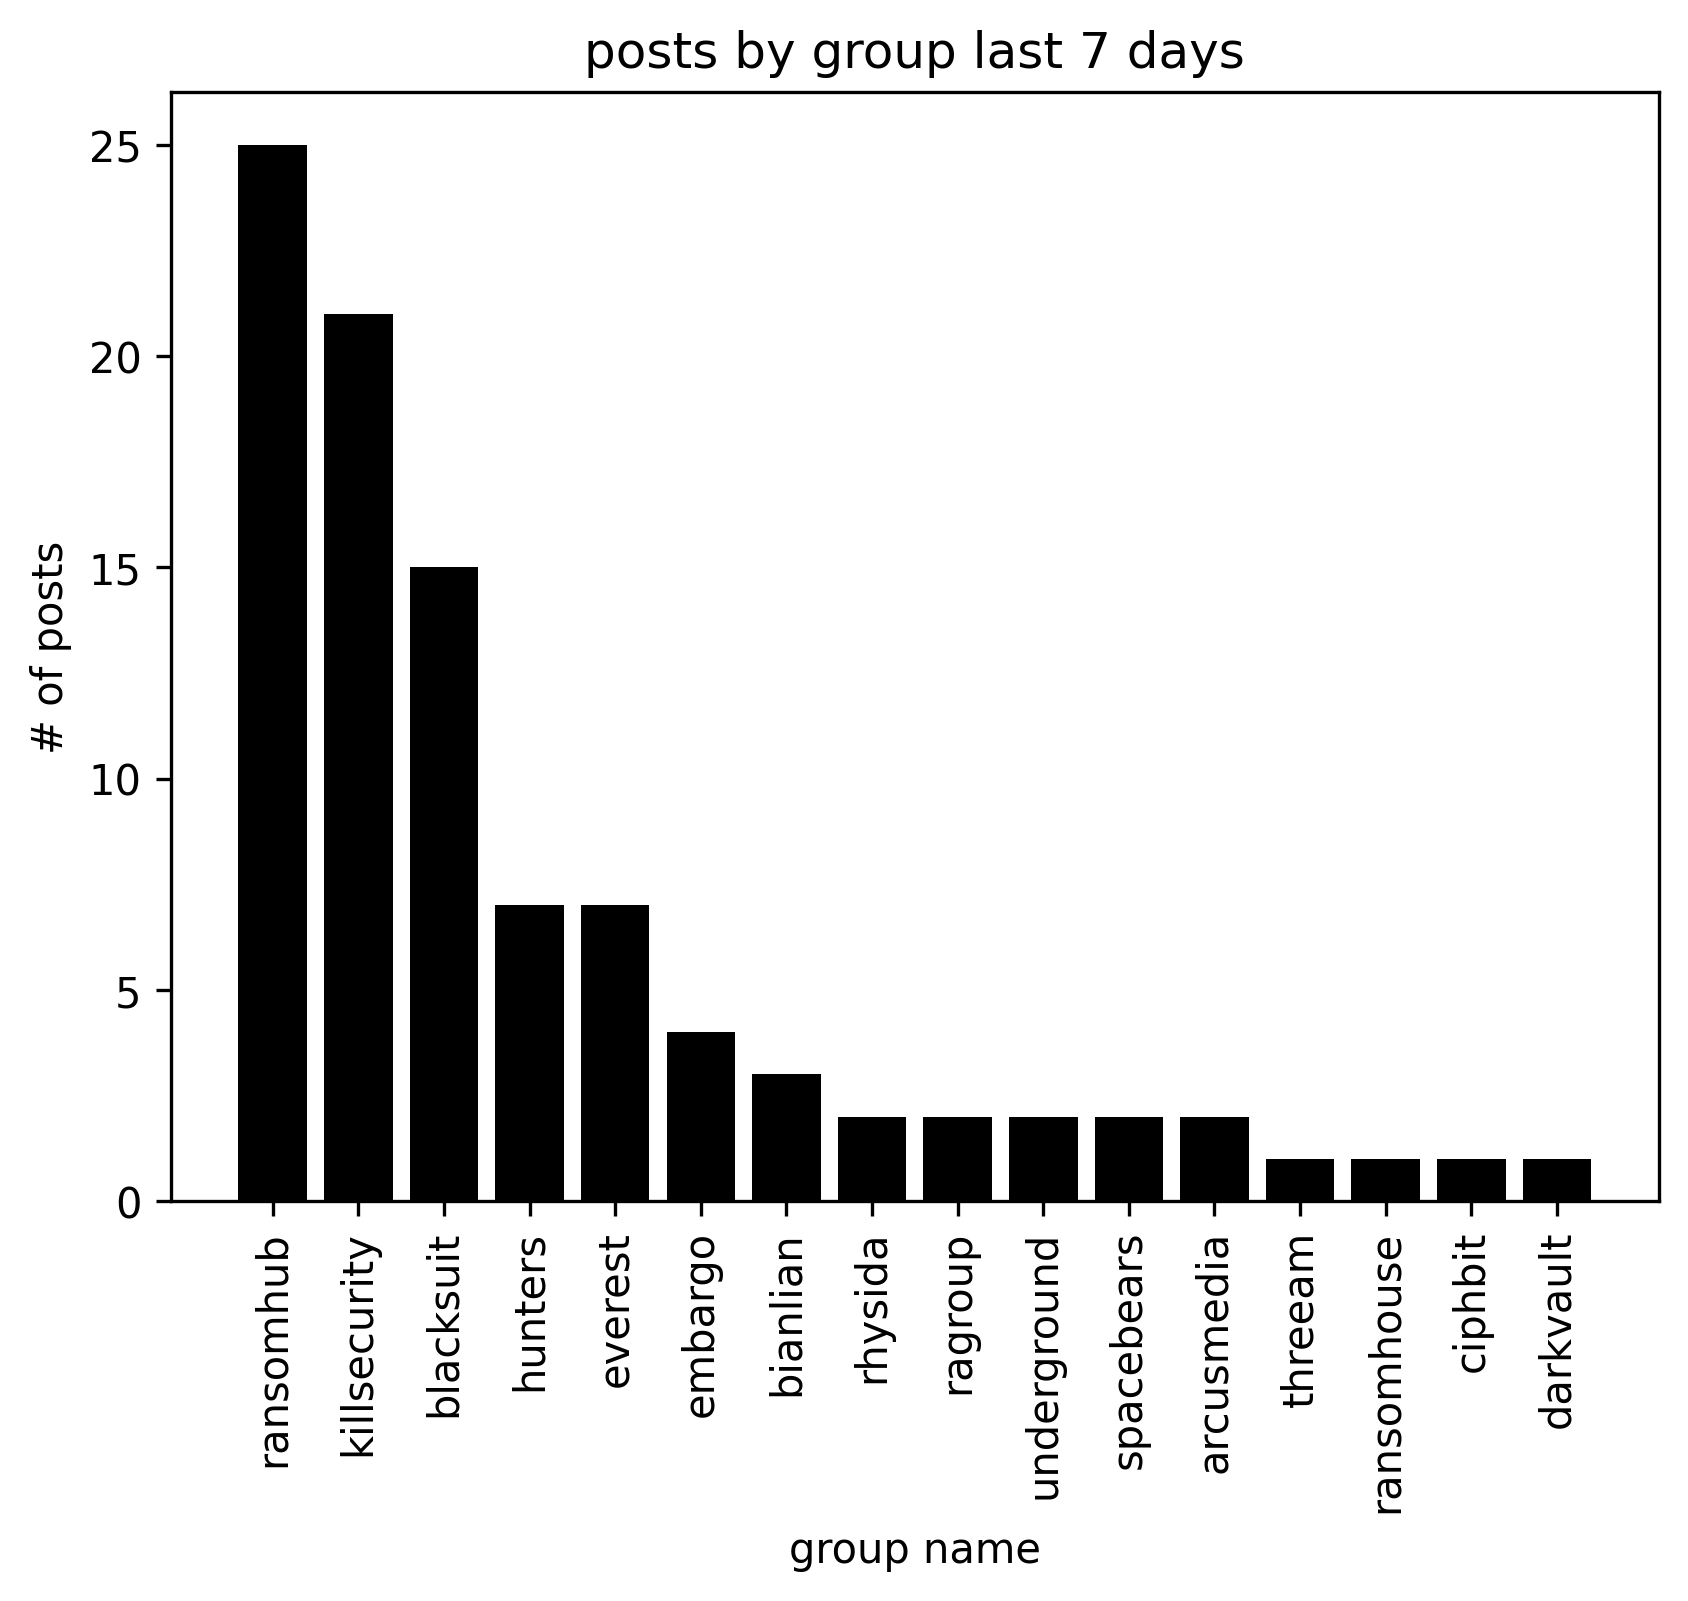 posts by group last 7 days
25
20
15
10
5
0
# of posts
ransomhub
killsecurity
blacksuit
hunters
everest
embargo
bianlian
rhysida
ragroup
underground
spacebears
arcusmedia
threeam
ransomhouse
ciphbit
darkvault
group name